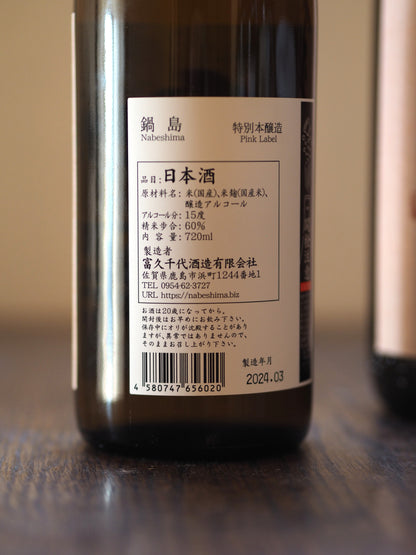 鍋島
Nabeshima
特別本醸造
Pink Label
品目:日本酒
原材料名:米(国産)、米麹(国産米)、
醸造アルコール
アルコール分:15度
精米歩合:60%
内容量:720ml
製造者
富久千代酒造有限会社
佐賀県鹿島市浜町1244番地1
TEL 0954-62-3727
URL https://nabeshima.biz
お酒は20歳になってから。
開封後はお早めにお飲み下さい。
保存中にオリが沈殿することがあり
ますが、異常ではありませんので、
そのままお召し上がり下さい。
4 580747 656020
製造年月
2024.03